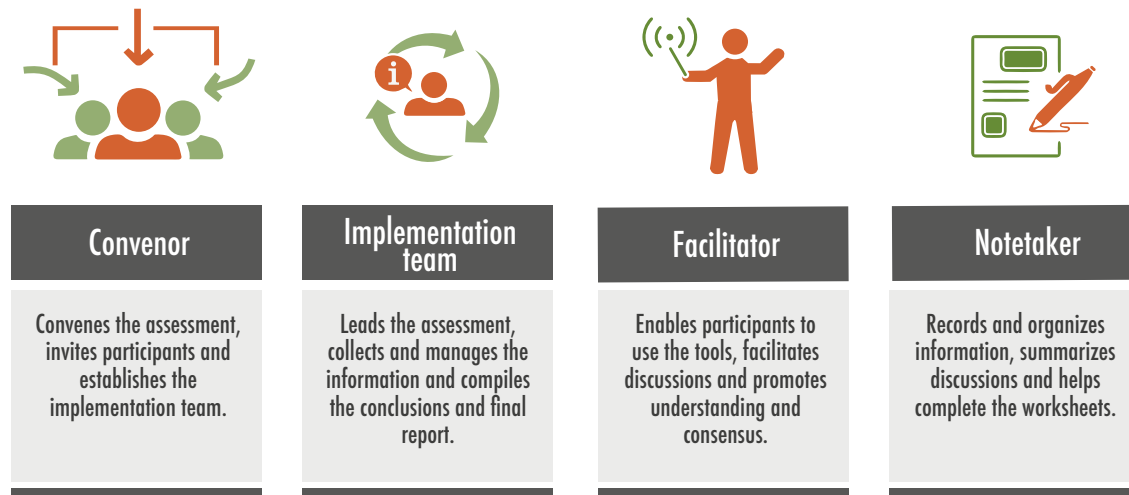 i
Convenor
Convenes the assessment,
invites participants and
establishes the
implementation team.
Implementation
team
Leads the assessment,
collects and manages the
information and compiles
the conclusions and final
report.
Facilitator
Enables participants to
use the tools, facilitates
discussions and promotes
understanding and
consensus.
Notetaker
Records and organizes
information, summarizes
discussions and helps
complete the worksheets.